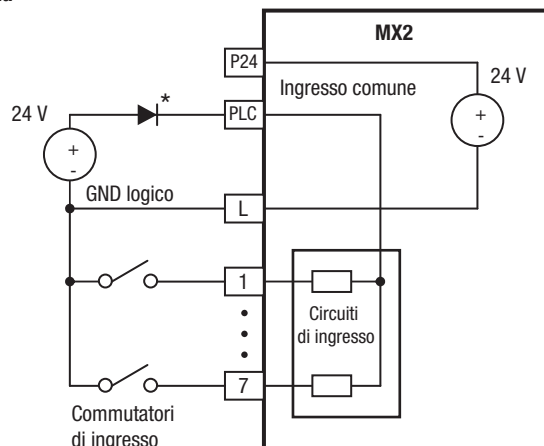 MX2
P24
24 V
Ingresso comune
24 V
*
PLC
+
-
+
-
GND logico
L
1
Circuiti
di ingresso
7
Commutatori
di ingresso